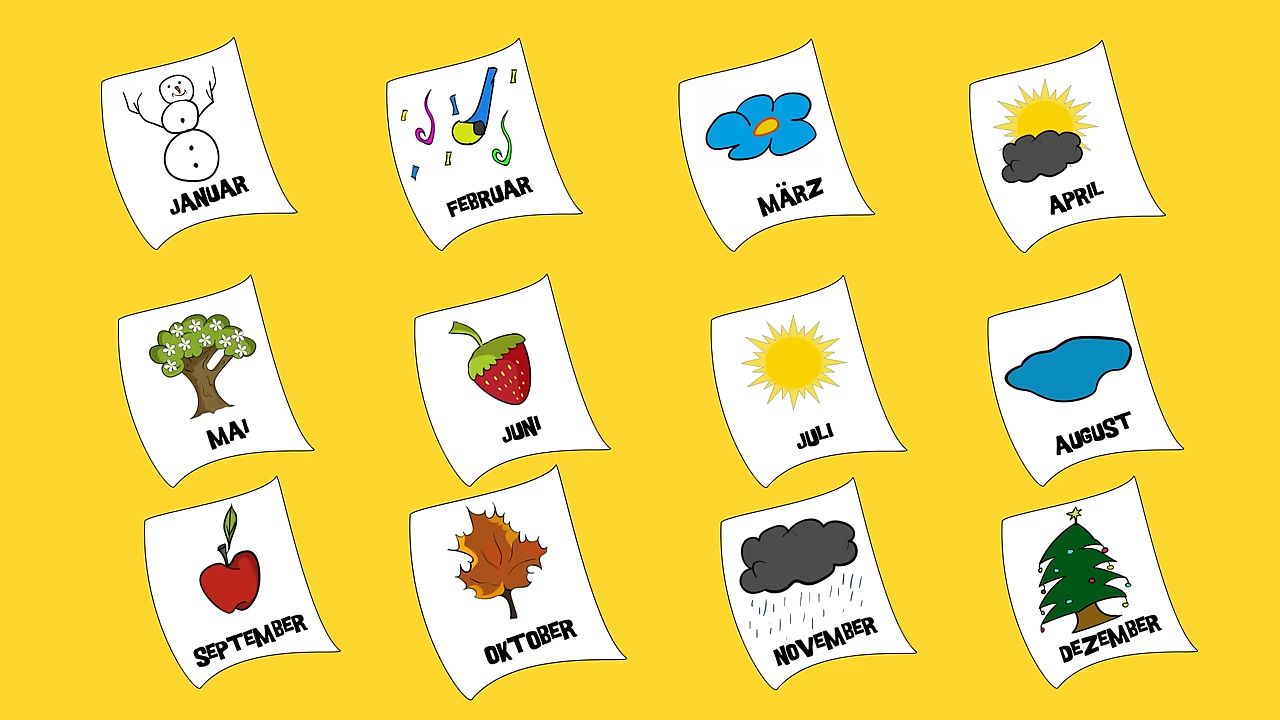 JANUAR
FEBRUAR
MÄRZ
APRIL
MAI
JUNI
JULI
AUGUST
SEPTEMBER
OKTOBER
NOVEMBER
DEZEMBER